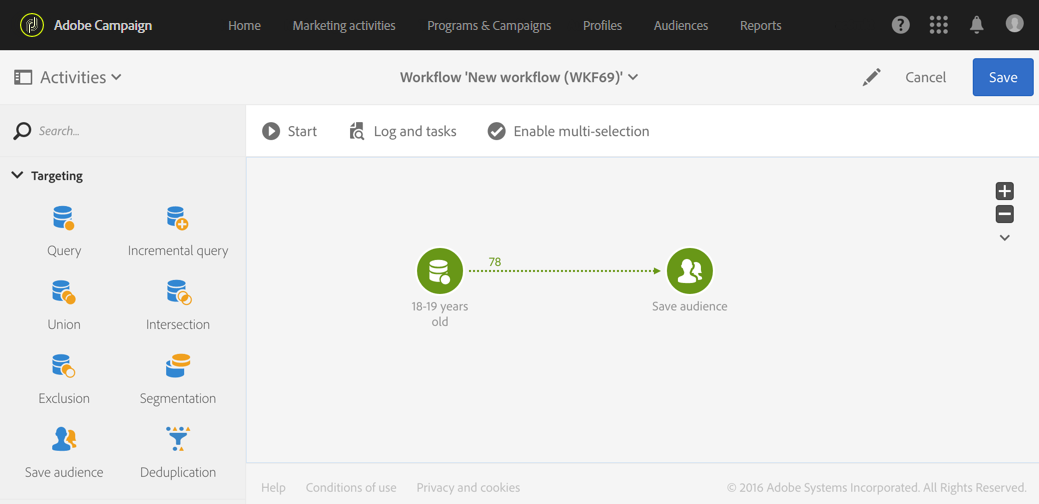 Adobe Campaign Home Marketing activities Programs & Campaigns Profiles Audiences Reports
Activities Workflow 'New workflow (WKF69)' Cancel Save
Search... Start Log and tasks Enable multi-selection
Targeting
Query Incremental query
Union Intersection
Exclusion Segmentation
Save audience Deduplication
78
18-19 years
old
Save audience
Help Conditions of use Privacy and cookies © 2016 Adobe Systems Incorporated. All Rights Reserved.